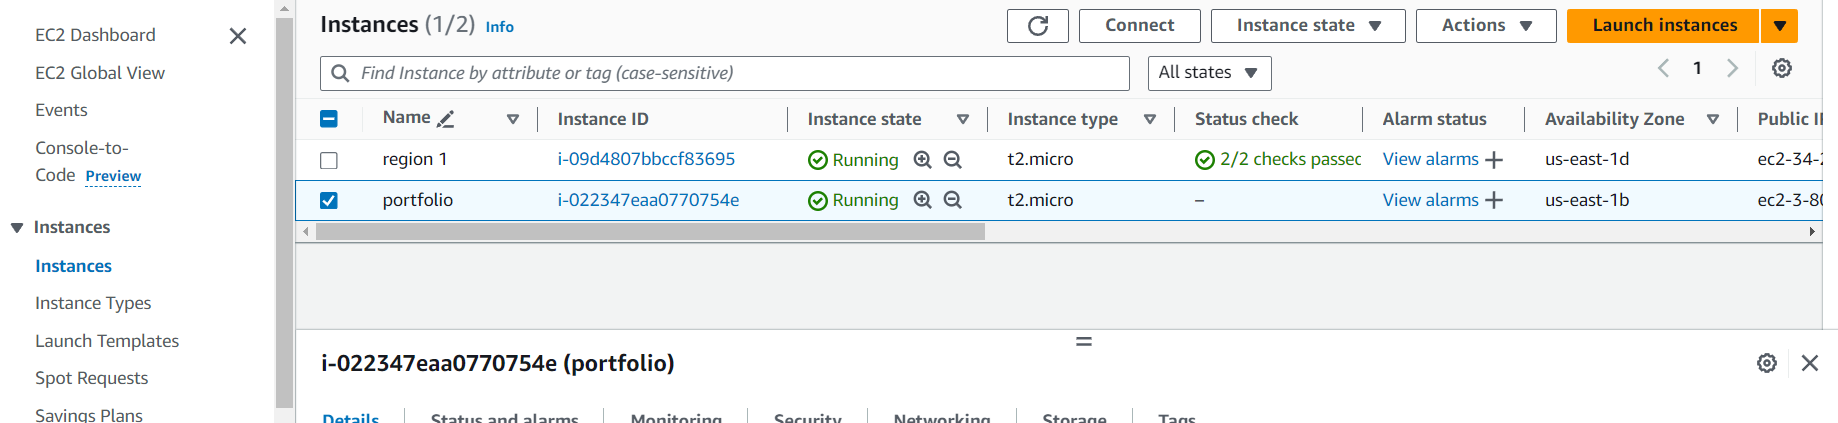 EC2 Dashboard
EC2 Global View
Events
Console-to-
Code Preview
Instances
Instances
Instance Types
Launch Templates
Spot Requests
Savings Plans
Instances (1/2) Info
Connect
Instance state
Actions
Launch instances
Find Instance by attribute or tag (case-sensitive)
All states
1
Name Instance ID Instance state Instance type Status check Alarm status Availability Zone Public
region 1 i-09d4807bbccf83695 Running t2.micro 2/2 checks View alarms + us-east-1d ec2-34-2
portfolio i-022347eaa0770754e Running t2.micro – View alarms + us-east-1b ec2-3-80
i-022347eaa0770754e (portfolio)
Details Status and alarms Monitoring Security Networking Storage Tags